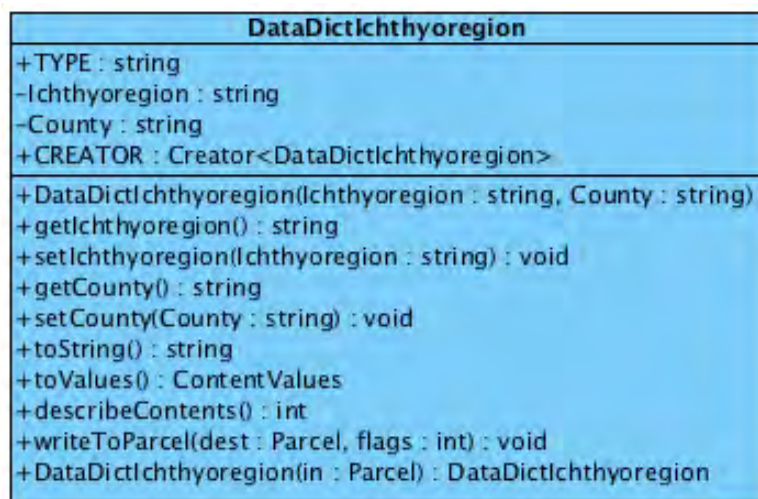 DataDictIchthyoregion
+TYPE : string
-Ichthyoregion : string
-County : string
+CREATOR : Creator<DataDictIchthyoregion>
+DataDictIchthyoregion(Ichthyoregion : string, County : string)
+getIchthyoregion() : string
+setIchthyoregion(Ichthyoregion : string) : void
+getCounty() : string
+setCounty(County : string) : void
+toString() : string
+toValues() : ContentValues
+describeContents() : int
+writeToParcel(dest : Parcel, flags : int) : void
+DataDictIchthyoregion(in : Parcel) : DataDictIchthyoregion